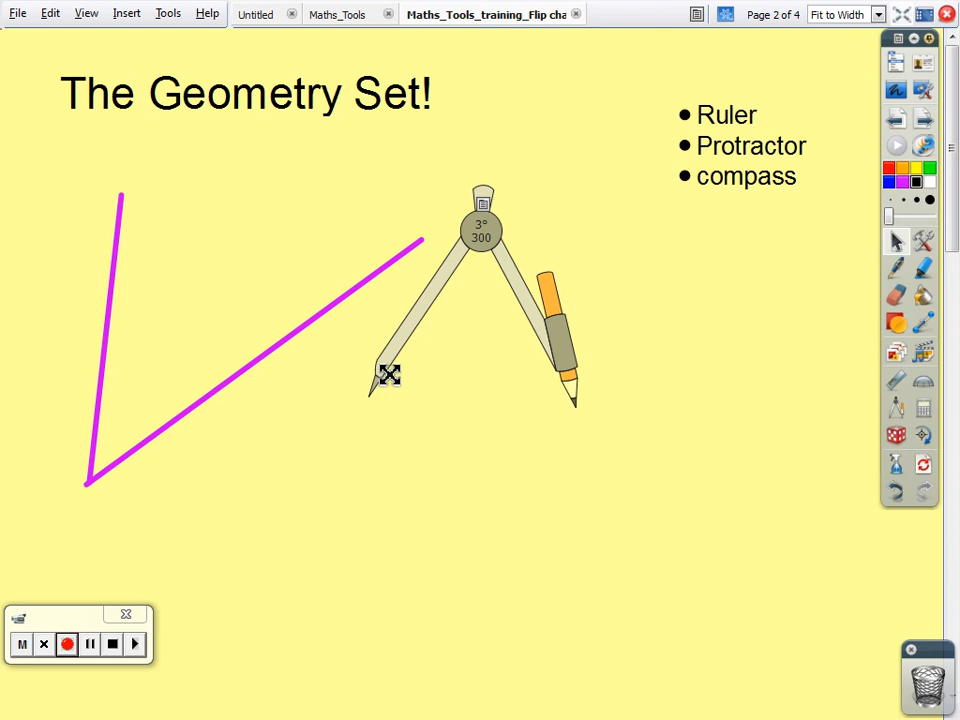 File Edit View Insert Tools Help Untitled Maths_Tools Maths_Tools_training_Flip cha Page 2 of 4 Fit to Width
The Geometry Set!
• Ruler
• Protractor
• compass
3°
300
M